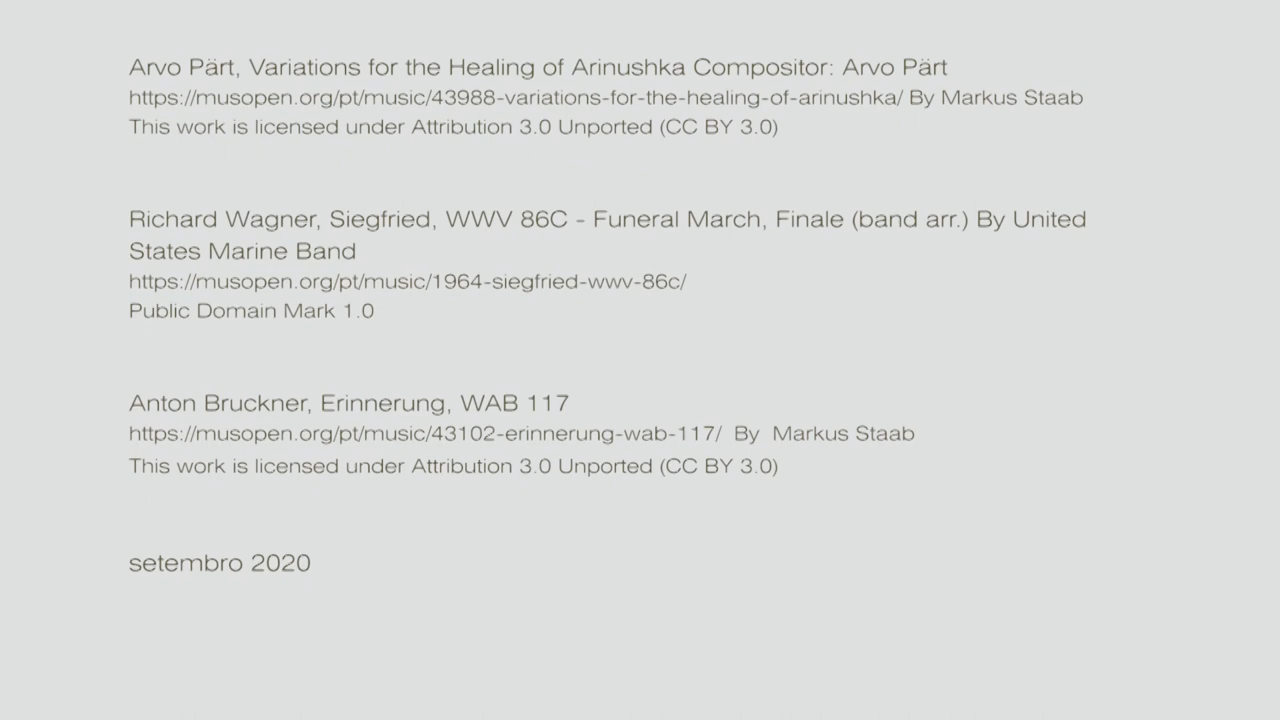 Arvo Pärt, Variations for the Healing of Arinushka Compositor: Arvo Pärt
https://musopen.org/pt/music/43988-variations-for-the-healing-of-arinushka/ By Markus Staab
This work is licensed under Attribution 3.0 Unported (CC BY 3.0)
Richard Wagner, Siegfried, WWV 86C - Funeral March, Finale (band arr.) By United
States Marine Band
https://musopen.org/pt/music/1964-siegfried-wwv-86c/
Public Domain Mark 1.0
Anton Bruckner, Erinnerung, WAB 117
https://musopen.org/pt/music/43102-erinnerung-wab-117/ By Markus Staab
This work is licensed under Attribution 3.0 Unported (CC BY 3.0)
setembro 2020